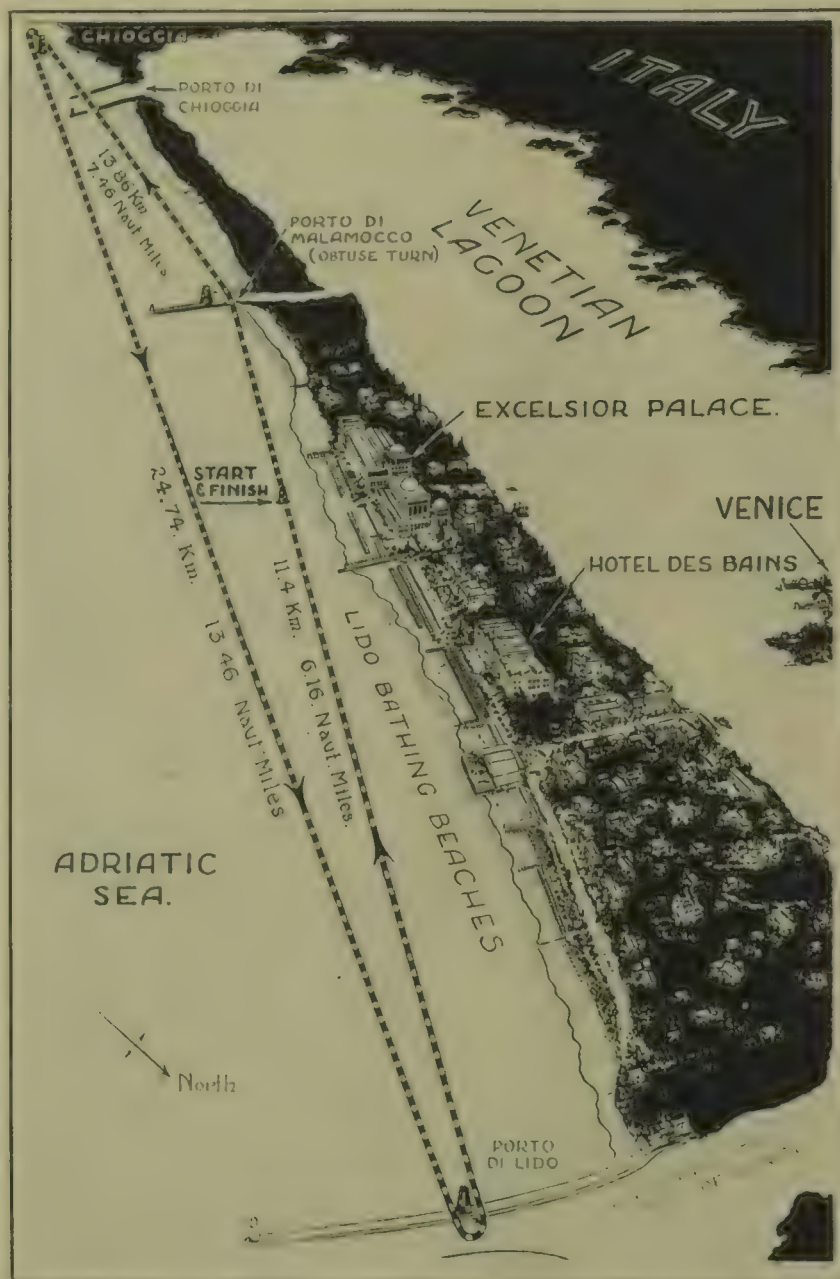 CHIOGGIA
ITALY
PORTO DI
CHIOGGIA
13.86 Km
7.46 Naut Miles
PORTO DI
MALAMOCCO
(OBTUSE TURN)
VENETIAN
LAGOON
EXCELSIOR PALACE.
START
& FINISH
VENICE
HOTEL DES BAINS
24.74. Km. 13.46 Naut Miles
11.4 Km. 6.16. Naut. Miles.
LIDO BATHING BEACHES
ADRIATIC
SEA.
North
PORTO
DI LIDO